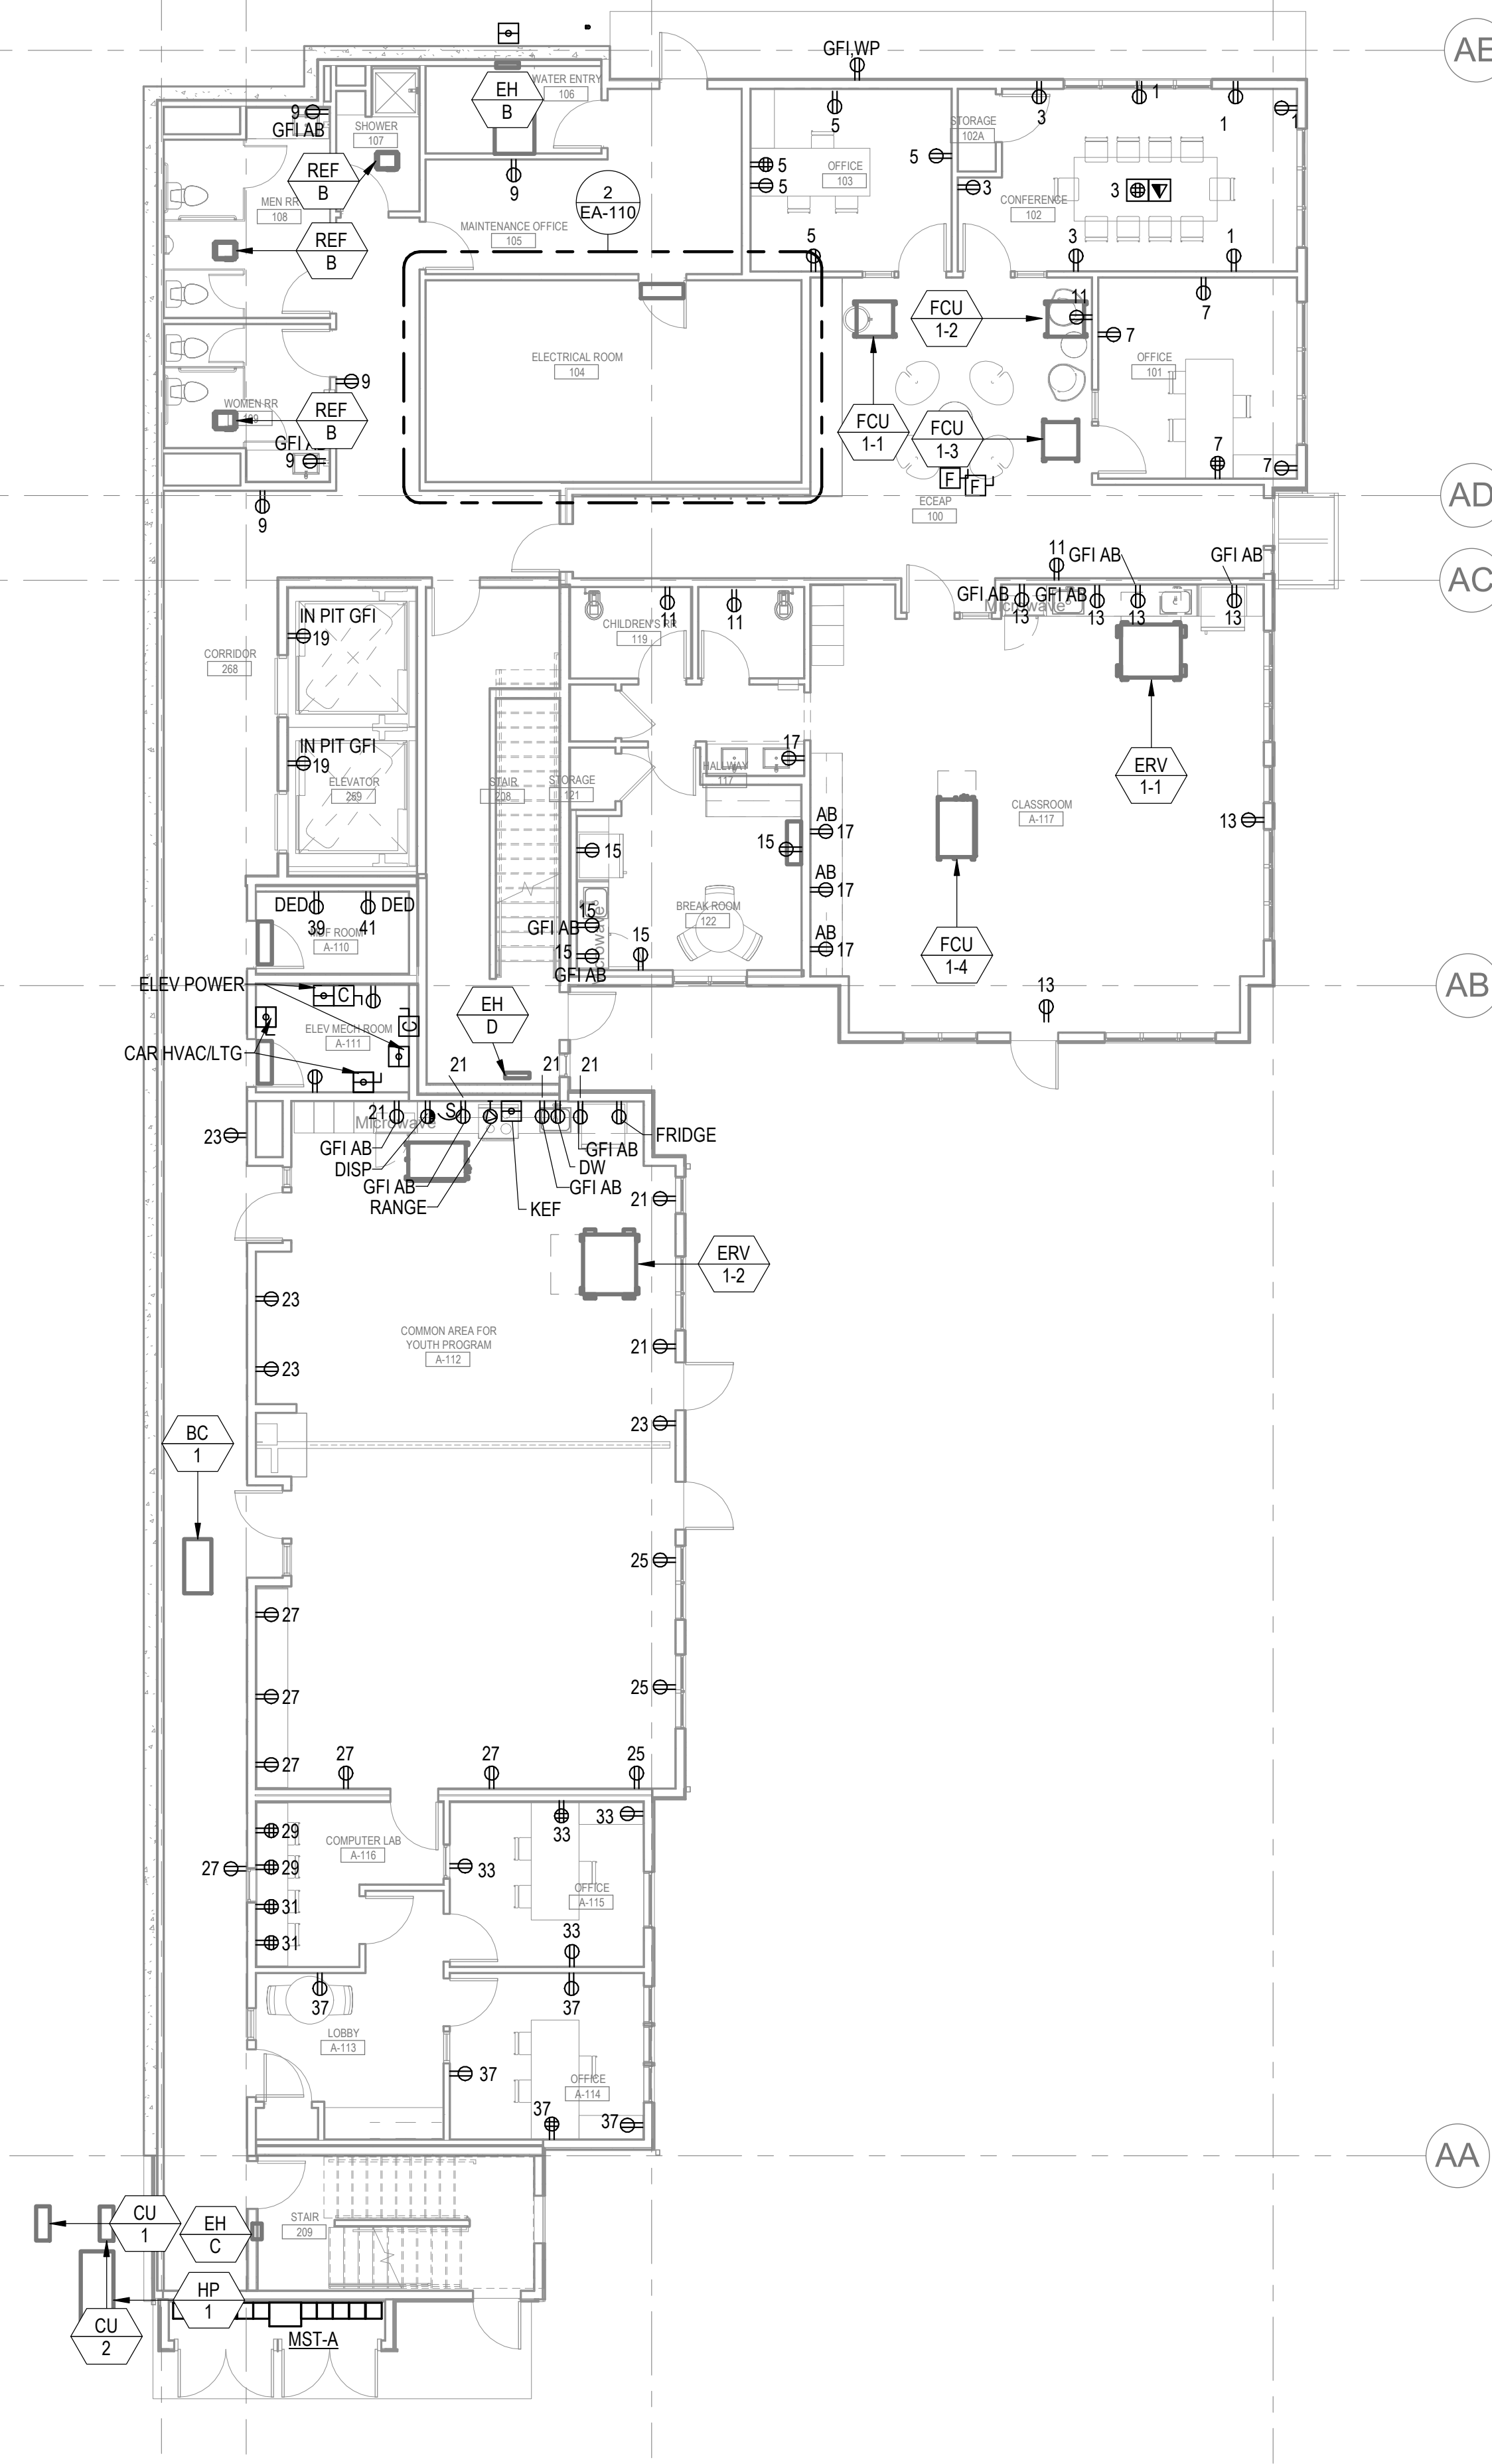 AE
GFI,WP
EH
B
WATER ENTRY
106
9
GFI AB
SHOWER
107
5
3
1
1
1
STORAGE
102A
REF
B
MEN RR
108
9
2
EA-110
5
5
OFFICE
103
5
3
CONFERENCE
102
3
MAINTENANCE OFFICE
105
REF
B
5
3
1
FCU
1-2
11
7
7
ELECTRICAL ROOM
104
OFFICE
101
9
WOMEN RR
109
REF
B
FCU
1-1
FCU
1-3
GFI AB
9
7
7
F
F
AD
9
ECEAP
100
11
GFI AB
GFI AB
AC
GFI AB
GFI AB
Microwave
13
13
13
13
IN PIT GFI
19
11
11
CHILDREN'S RR
119
CORRIDOR
268
IN PIT GFI
19
ELEVATOR
269
STAIR
208
STORAGE
121
HALLWAY
117
17
ERV
1-1
CLASSROOM
A-117
13
15
15
AB
17
AB
17
AB
17
DED
39
DED
41
MDF ROOM
A-110
15
GFI AB
15
GFI AB
15
Microwave
BREAK ROOM
122
FCU
1-4
ELEV POWER
C
AB
13
EH
D
ELEV MECH ROOM
A-111
C
CAR HVAC/LTG
21
21
21
21
S
Microwave
23
GFI AB
DISP
GFI AB
RANGE
FRIDGE
GFI AB
DW
GFI AB
KEF
21
ERV
1-2
23
COMMON AREA FOR
YOUTH PROGRAM
A-112
21
23
23
BC
1
25
27
27
25
27
27
27
25
29
COMPUTER LAB
A-116
33
33
27
29
33
31
OFFICE
A-115
31
33
37
37
LOBBY
A-113
37
OFFICE
A-114
37
37
AA
CU
1
EH
C
STAIR
209
HP
1
CU
2
MST-A